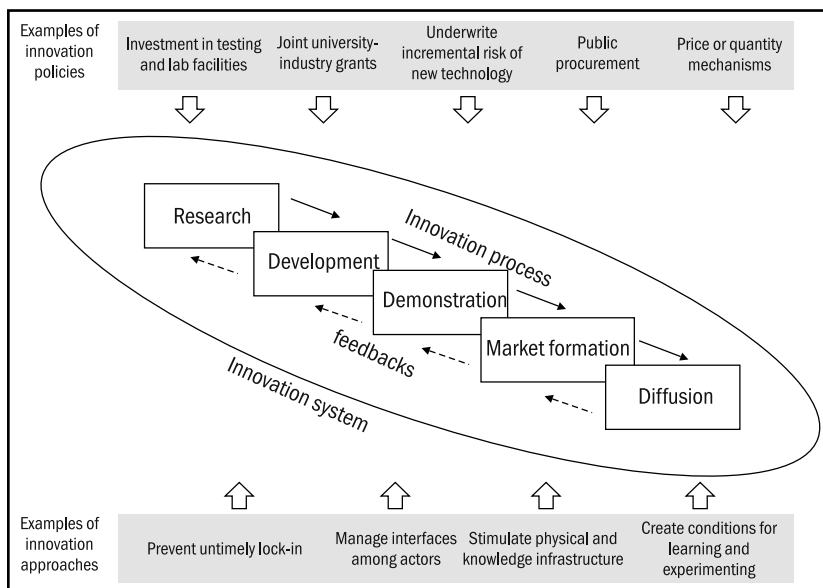 Examples of
innovation
policies
Investment in testing
and lab facilities
Joint university-
industry grants
Underwrite
incremental risk of
new technology
Public
procurement
Price or quantity
mechanisms
Research
Development
Demonstration
Market formation
Diffusion
Innovation process
feedbacks
Innovation system
Examples of
innovation
approaches
Prevent untimely lock-in
Manage interfaces
among actors
Stimulate physical and
knowledge infrastructure
Create conditions for
learning and
experimenting